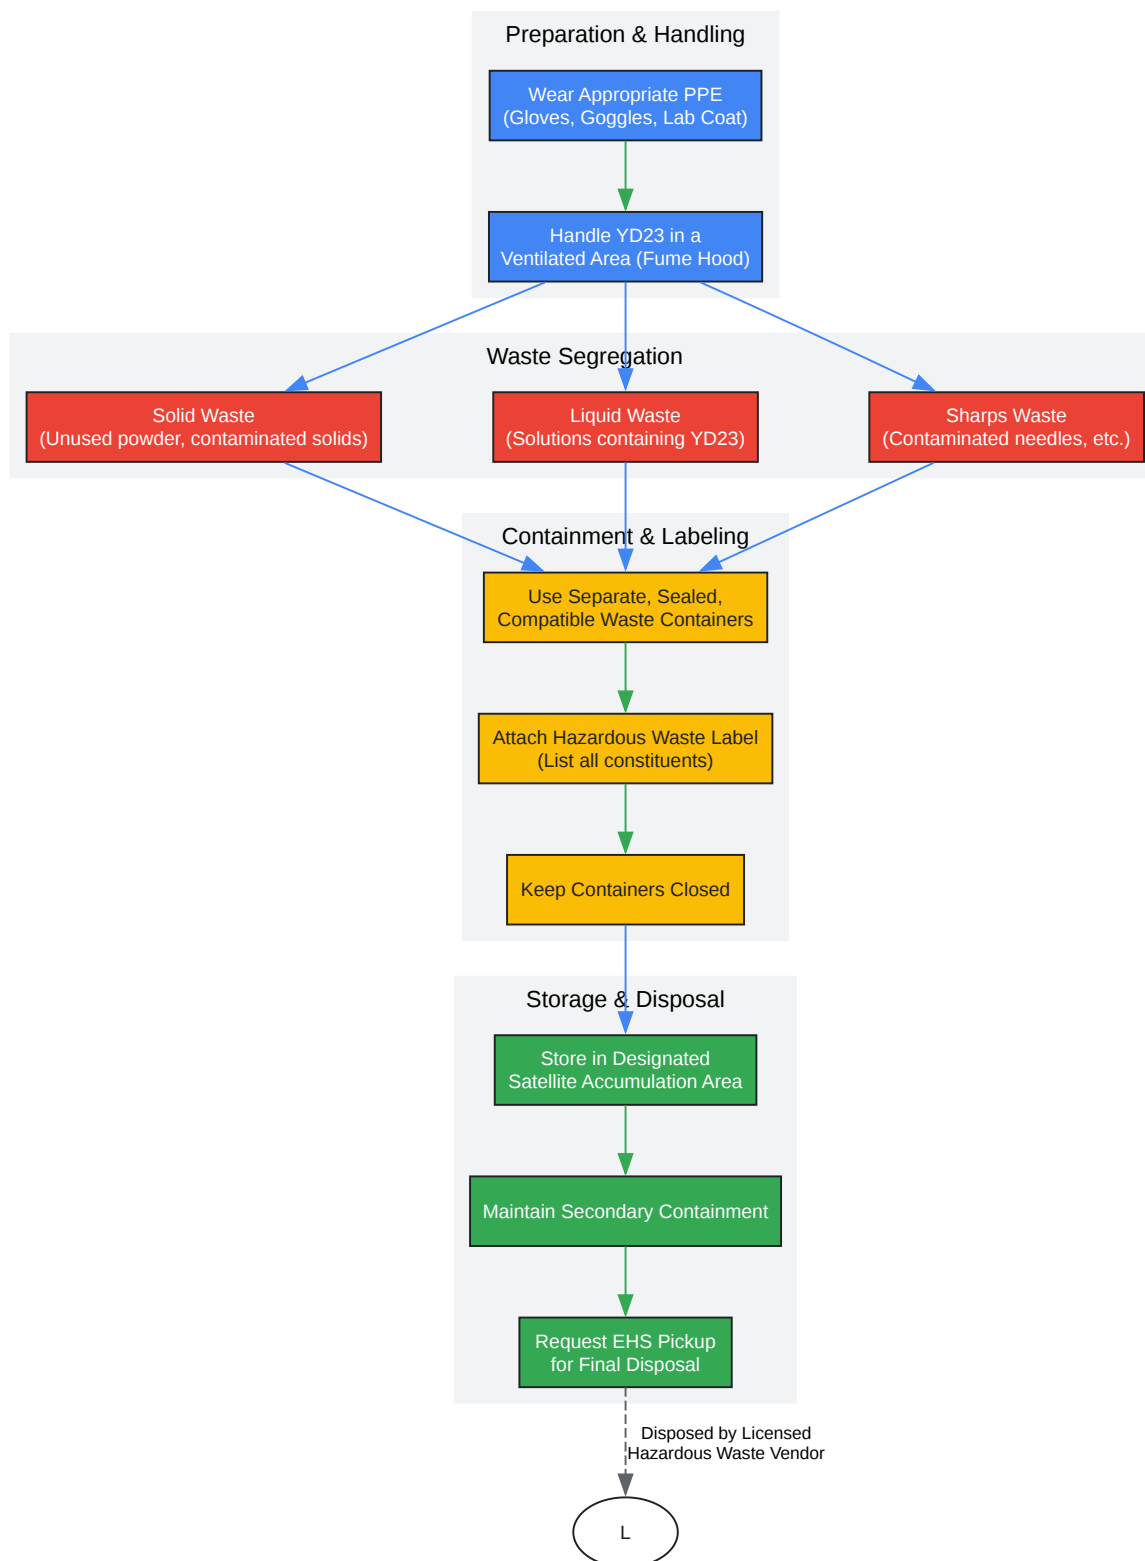 Preparation & Handling
Wear Appropriate PPE
(Gloves, Goggles, Lab Coat)
Handle YD23 in a
Ventilated Area (Fume Hood)
Waste Segregation
Solid Waste
(Unused powder, contaminated solids)
Liquid Waste
(Solutions containing YD23)
Sharps Waste
(Contaminated needles, etc.)
Containment & Labeling
Use Separate, Sealed,
Compatible Waste Containers
Attach Hazardous Waste Label
(List all constituents)
Keep Containers Closed
Storage & Disposal
Store in Designated
Satellite Accumulation Area
Maintain Secondary Containment
Request EHS Pickup
for Final Disposal
Disposed by Licensed
Hazardous Waste Vendor
L